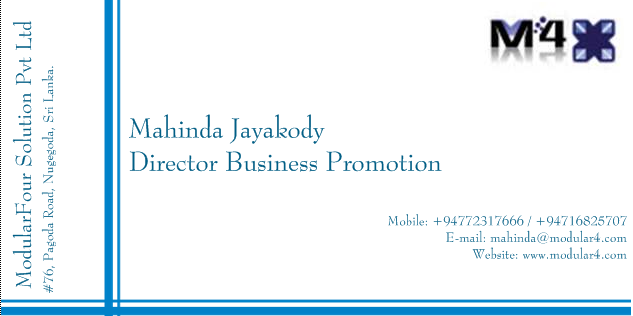 ModularFour Solution Pvt Ltd
#76, Pagoda Road, Nugegoda, Sri Lanka.
M4
Mahinda Jayakody
Director Business Promotion
Mobile: +94772317666 / +94716825707
E-mail: mahinda@modular4.com
Website: www.modular4.com